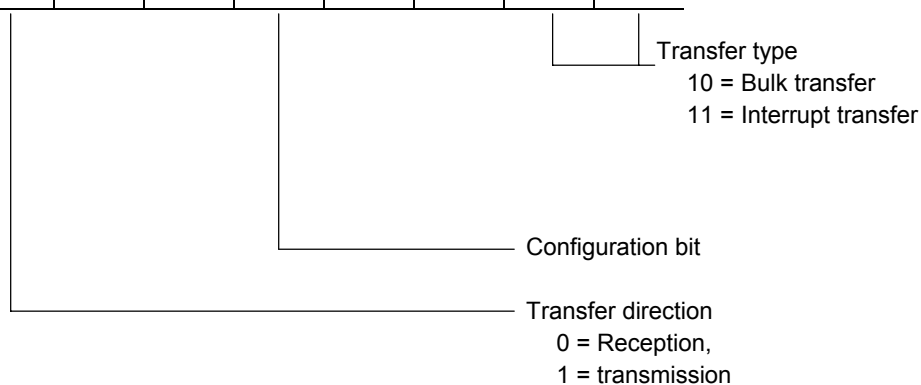 Transfer type
10 = Bulk transfer
11 = Interrupt transfer
Configuration bit
Transfer direction
0 = Reception,
1 = transmission